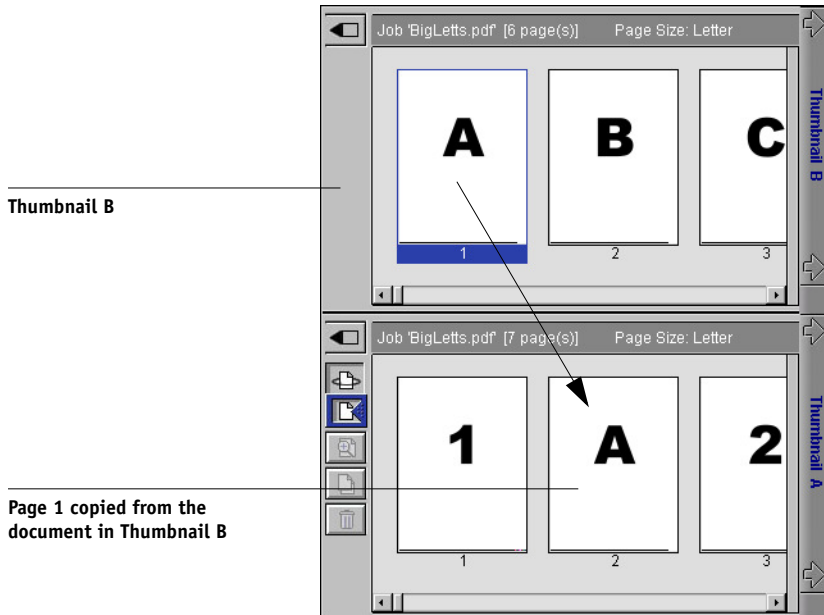 Job 'BigLetts.pdf' [6 page(s)] Page Size: Letter
A B C
1 2 3
Thumbnail B
Thumbnail B
Job 'BigLetts.pdf' [7 page(s)] Page Size: Letter
1 A 2
1 2 3
Thumbnail A
Page 1 copied from the
document in Thumbnail B